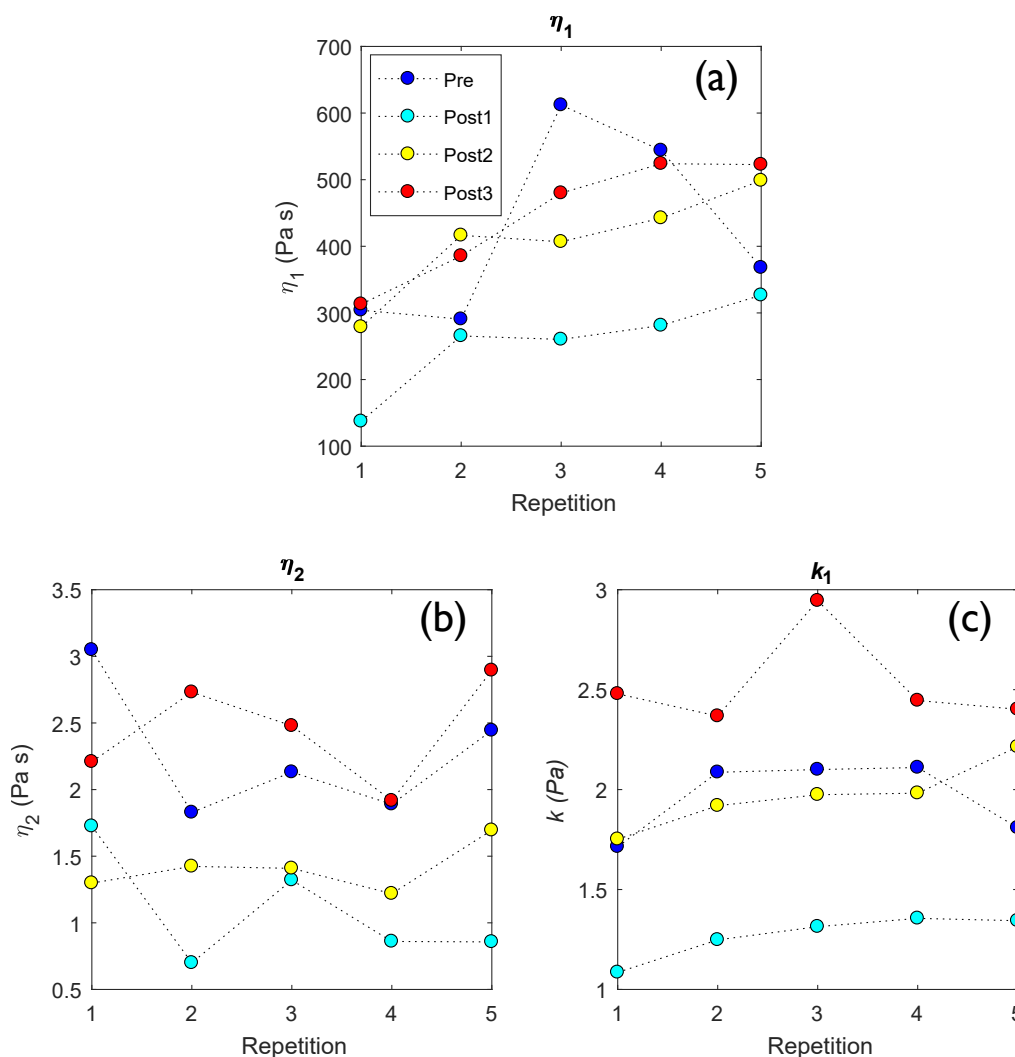 η1
(a)
Pre
Post1
Post2
Post3
700
600
500
400
300
200
100
η1 (Pa s)
1 2 3 4 5
Repetition
η2
(b)
3.5
3
2.5
2
1.5
1
0.5
η2 (Pa s)
1 2 3 4 5
Repetition
k1
(c)
3
2.5
2
1.5
1
k (Pa)
1 2 3 4 5
Repetition